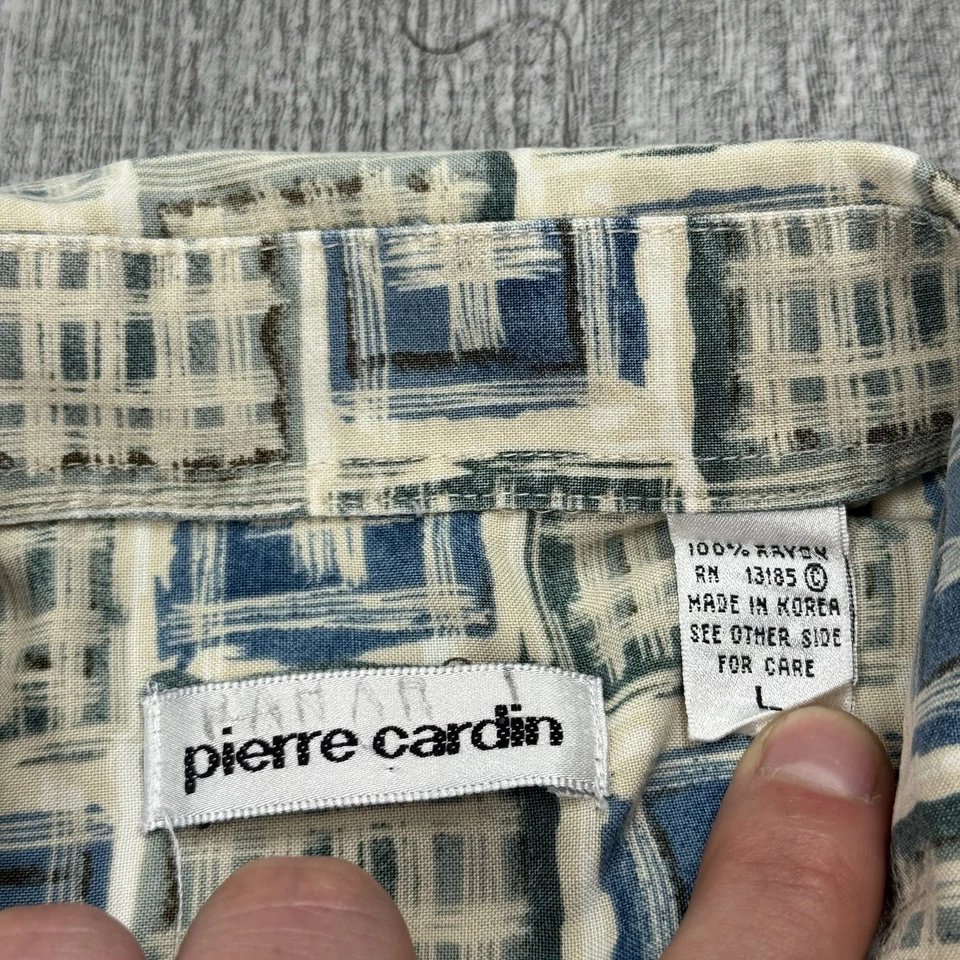 100% RAYON
RN 13185 ©
MADE IN KOREA
SEE OTHER SIDE
FOR CARE
L
pierre cardin